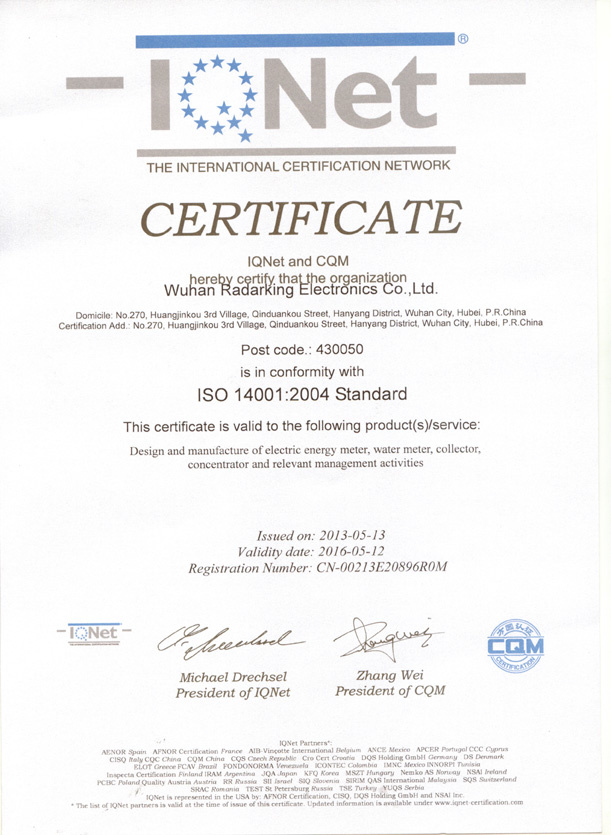 IQNet ®
THE INTERNATIONAL CERTIFICATION NETWORK
CERTIFICATE
IQNet and CQM
hereby certify that the organization
Wuhan Radarking Electronics Co.,Ltd.
Domicile: No.270, Huangjinkou 3rd Village, Qinduankou Street, Hanyang District, Wuhan City, Hubei, P.R.China
Certification Add.: No.270, Huangjinkou 3rd Village, Qinduankou Street, Hanyang District, Wuhan City, Hubei, P.R.China
Post code.: 430050
is in conformity with
ISO 14001:2004 Standard
This certificate is valid to the following product(s)/service:
Design and manufacture of electric energy meter, water meter, collector,
concentrator and relevant management activities
Issued on: 2013-05-13
Validity date: 2016-05-12
Registration Number: CN-00213E20896R0M
IQNet
方圆认证
CQM
CERTIFICATION
Michael Drechsel
President of IQNet
Zhang Wei
President of CQM
IQNet Partners*:
AENOR Spain AFNOR Certification France AIB-Vinçotte International Belgium ANCE Mexico APCER Portugal CCC Cyprus
CISQ Italy CQC China CQM China CQS Czech Republic Cro Cert Croatia DQS Holding GmbH Germany DS Denmark
ELOT Greece FCAV Brazil FONDONORMA Venezuela ICONTEC Colombia IMNC Mexico INNORPI Tunisia
Inspecta Certification Finland IRAM Argentina JQA Japan KFQ Korea MSZT Hungary Nemko AS Norway NSAI Ireland
PCBC Poland Quality Austria Austria RR Russia SII Israel SIQ Slovenia SIRIM QAS International Malaysia SQS Switzerland
SRAC Romania TEST St Petersburg Russia TSE Turkey YUQS Serbia
IQNet is represented in the USA by: AFNOR Certification, CISQ, DQS Holding GmbH and NSAI Inc.
* The list of IQNet partners is valid at the time of issue of this certificate. Updated information is available under www.iqnet-certification.com